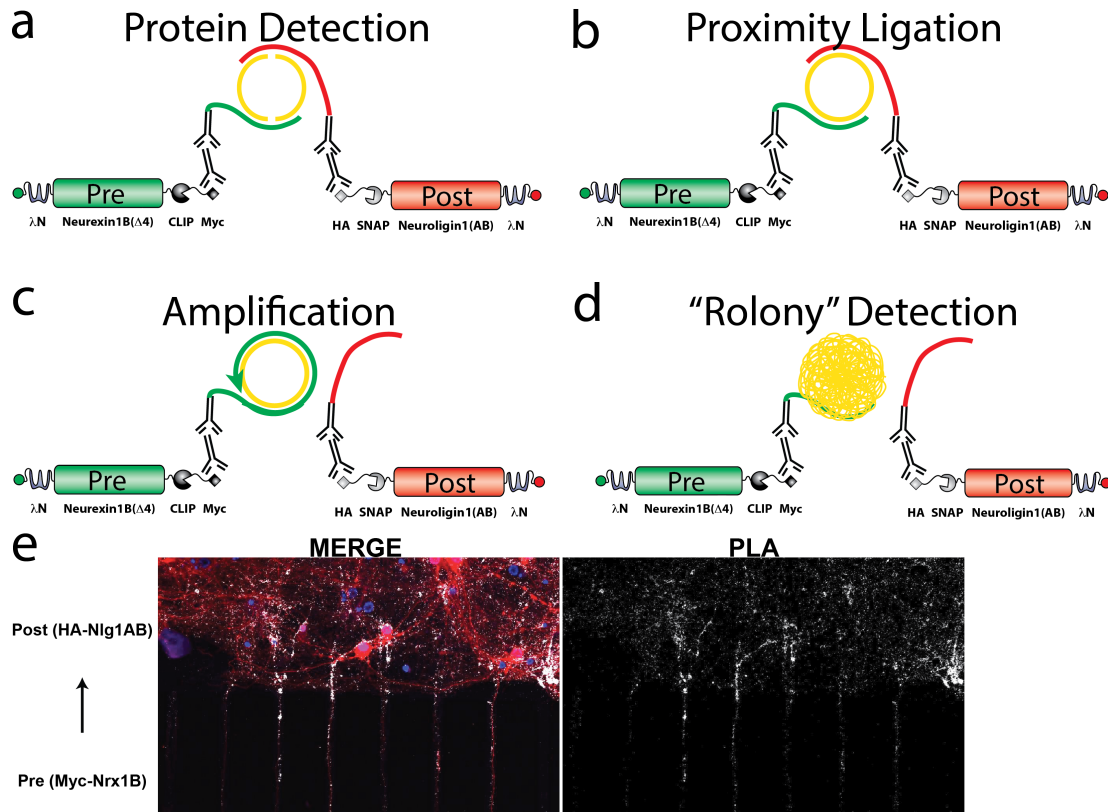 a
Protein Detection
Pre
Post
λN Neurexin1B(Δ4) CLIP Myc
HA SNAP Neuroligin1(AB) λN
b
Proximity Ligation
Pre
Post
λN Neurexin1B(Δ4) CLIP Myc
HA SNAP Neuroligin1(AB) λN
c
Amplification
Pre
Post
λN Neurexin1B(Δ4) CLIP Myc
HA SNAP Neuroligin1(AB) λN
d
“Rolony” Detection
Pre
Post
λN Neurexin1B(Δ4) CLIP Myc
HA SNAP Neuroligin1(AB) λN
e
MERGE
PLA
Post (HA-Nlg1AB)
Pre (Myc-Nrx1B)